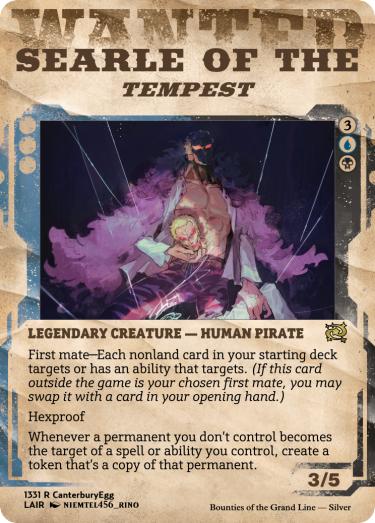 WANTED
SEARLE OF THE
TEMPEST
3
LEGENDARY CREATURE — HUMAN PIRATE
First mate—Each nonland card in your starting deck
targets or has an ability that targets. (If this card
outside the game is your chosen first mate, you may
swap it with a card in your opening hand.)
Hexproof
Whenever a permanent you don't control becomes
the target of a spell or ability you control, create a
token that's a copy of that permanent.
3/5
1331 R CanterburyEgg
LAIR NIEMTEL456_RINO
Bounties of the Grand Line — Silver